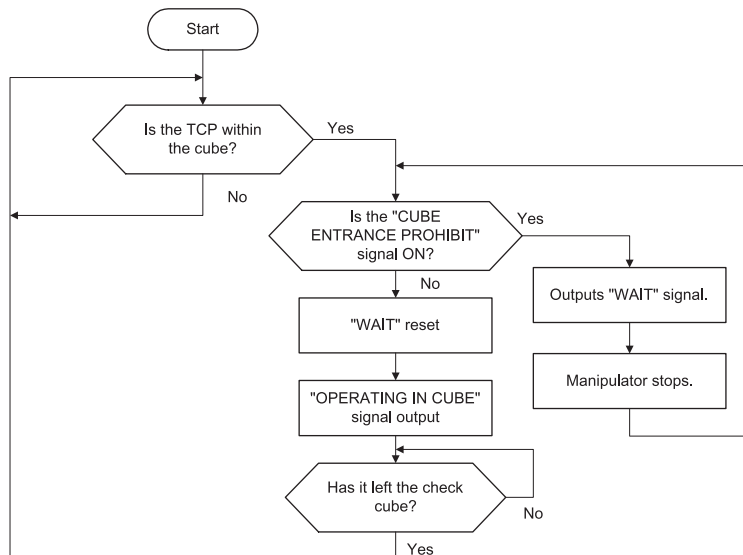 Start
Is the TCP within
the cube?
Yes
No
Is the "CUBE
ENTRANCE PROHIBIT"
signal ON?
Yes
No
Outputs "WAIT" signal.
"WAIT" reset
Manipulator stops.
"OPERATING IN CUBE"
signal output
Has it left the check
cube?
No
Yes